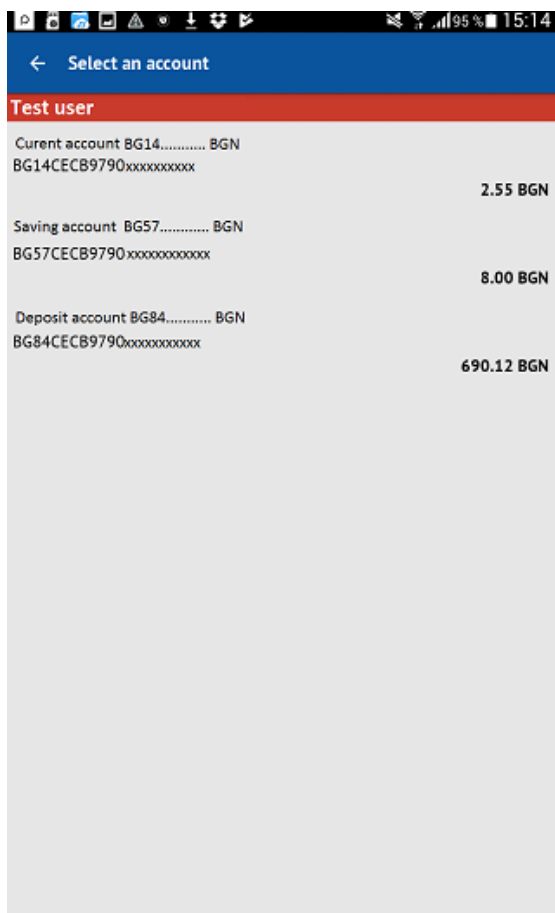 95 % 15:14
Select an account
Test user
Curent account BG14........... BGN
BG14CECB9790xxxxxxxxxx
2.55 BGN
Saving account BG57............ BGN
BG57CECB9790xxxxxxxxxxxx
8.00 BGN
Deposit account BG84........... BGN
BG84CECB9790xxxxxxxxxxx
690.12 BGN